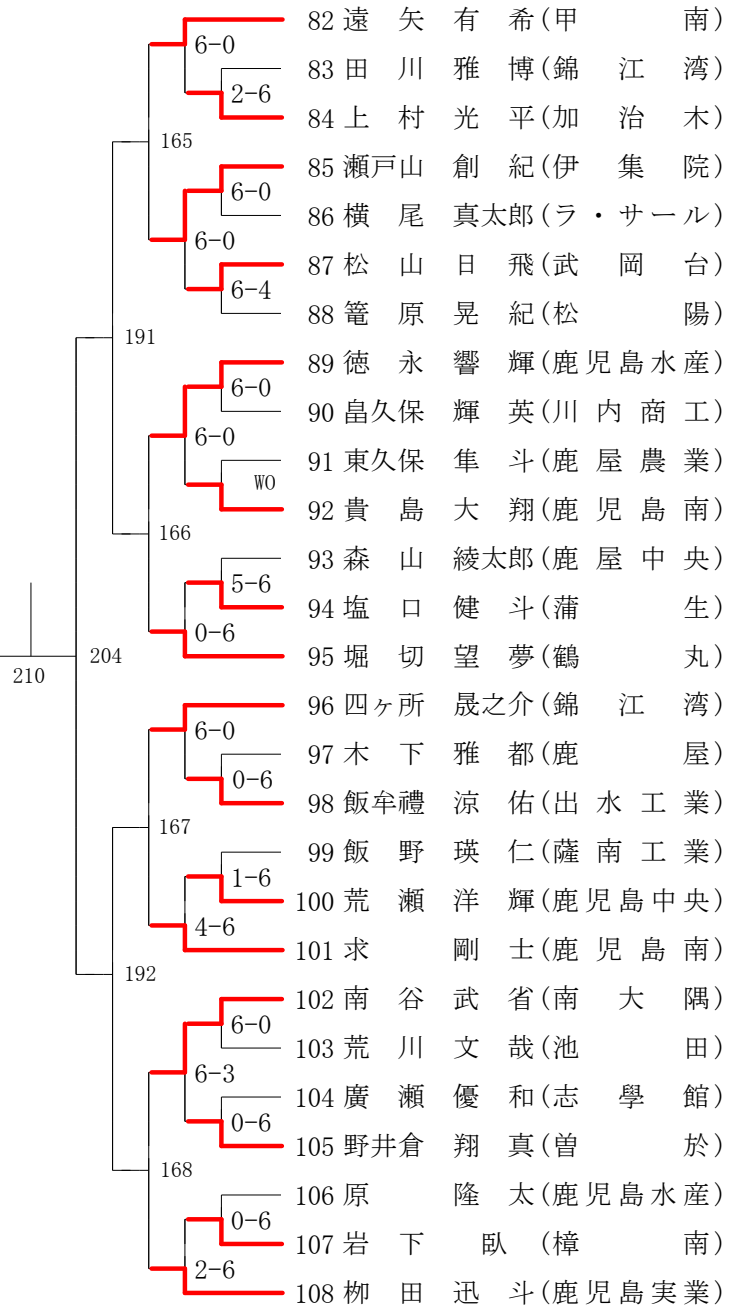 82 遠矢有希(甲南)
6-0
83 田川雅博(錦江湾)
2-6
84 上村光平(加治木)
165
85 瀬戸山創紀(伊集院)
6-0
86 横尾真太郎(ラ・サール)
6-0
87 松山日飛(武岡台)
6-4
88 篭原晃紀(松陽)
191
89 徳永響輝(鹿児島水産)
6-0
90 畠久保輝英(川内商工)
6-0
91 東久保隼斗(鹿屋農業)
WO
92 貴島大翔(鹿児島南)
166
93 森山綾太郎(鹿屋中央)
5-6
94 塩口健斗(蒲生)
0-6
95 堀切望夢(鶴丸)
204
210
96 四ヶ所晟之介(錦江湾)
6-0
97 木下雅都(鹿屋)
0-6
98 飯牟禮涼佑(出水工業)
167
99 飯野瑛仁(薩南工業)
1-6
100 荒瀬洋輝(鹿児島中央)
4-6
101 求剛士(鹿児島南)
192
102 南谷武省(南大隅)
6-0
103 荒川文哉(池田)
6-3
104 廣瀬優和(志學館)
0-6
105 野井倉翔真(曽於)
168
106 原隆太(鹿児島水産)
0-6
107 岩下臥(樟南)
2-6
108 栁田迅斗(鹿児島実業)